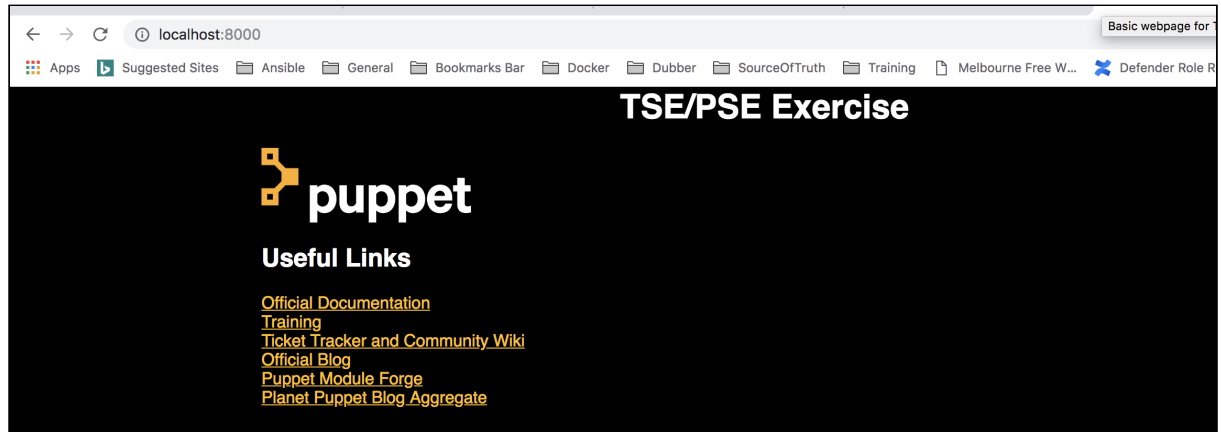 localhost:8000
Basic webpage for
Apps Suggested Sites Ansible General Bookmarks Bar Docker Dubber SourceOfTruth Training Melbourne Free W... Defender Role R
TSE/PSE Exercise
puppet
Useful Links
Official Documentation
Training
Ticket Tracker and Community Wiki
Official Blog
Puppet Module Forge
Planet Puppet Blog Aggregate